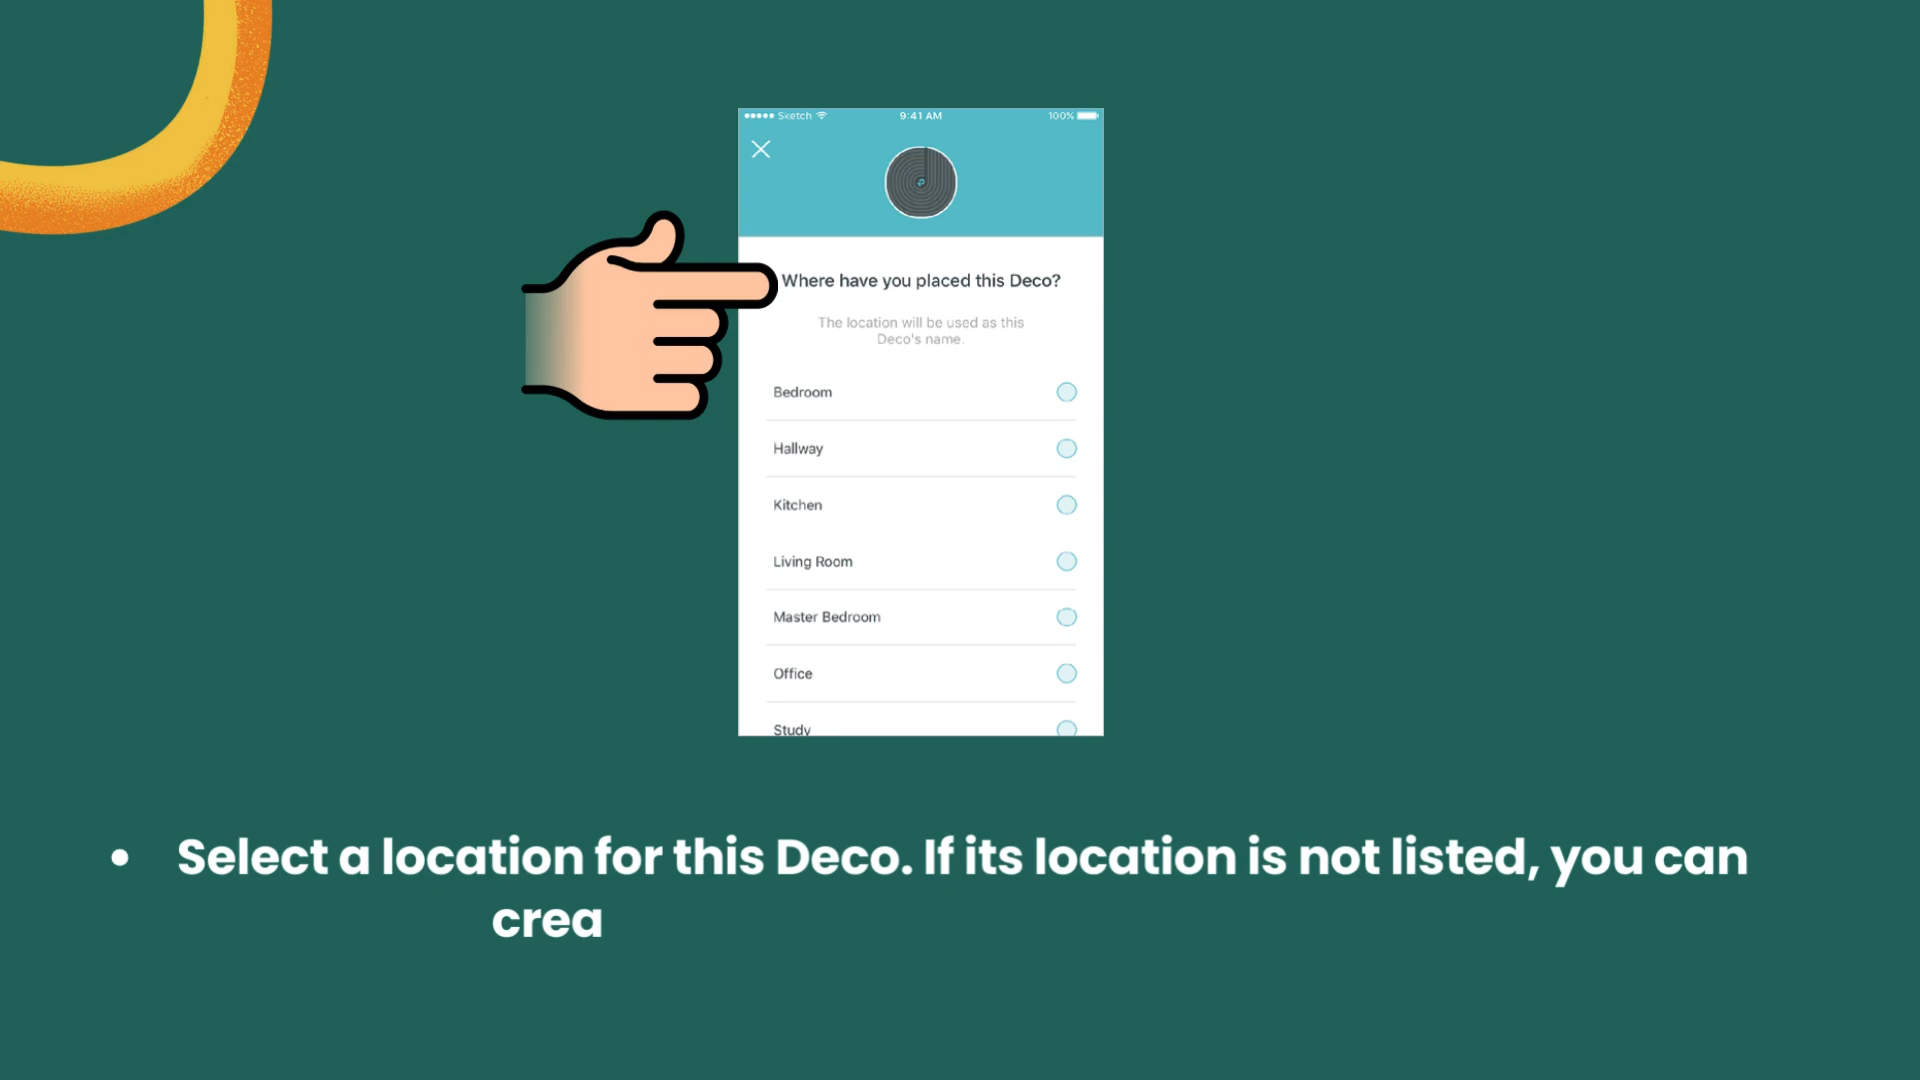 Sketch 9:41 AM 100%
Where have you placed this Deco?
The location will be used as this
Deco's name.
Bedroom
Hallway
Kitchen
Living Room
Master Bedroom
Office
Study
• Select a location for this Deco. If its location is not listed, you can
crea